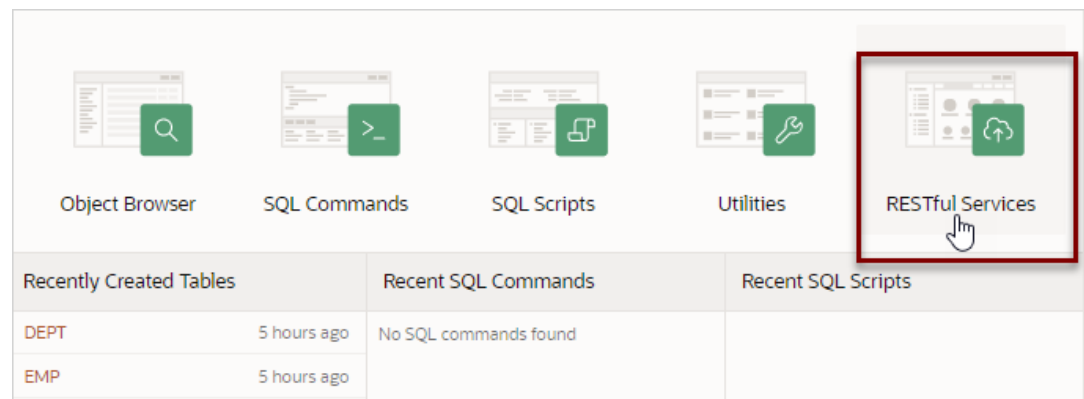 Object Browser
SQL Commands
SQL Scripts
Utilities
RESTful Services
Recently Created Tables
Recent SQL Commands
Recent SQL Scripts
DEPT 5 hours ago
No SQL commands found
EMP 5 hours ago